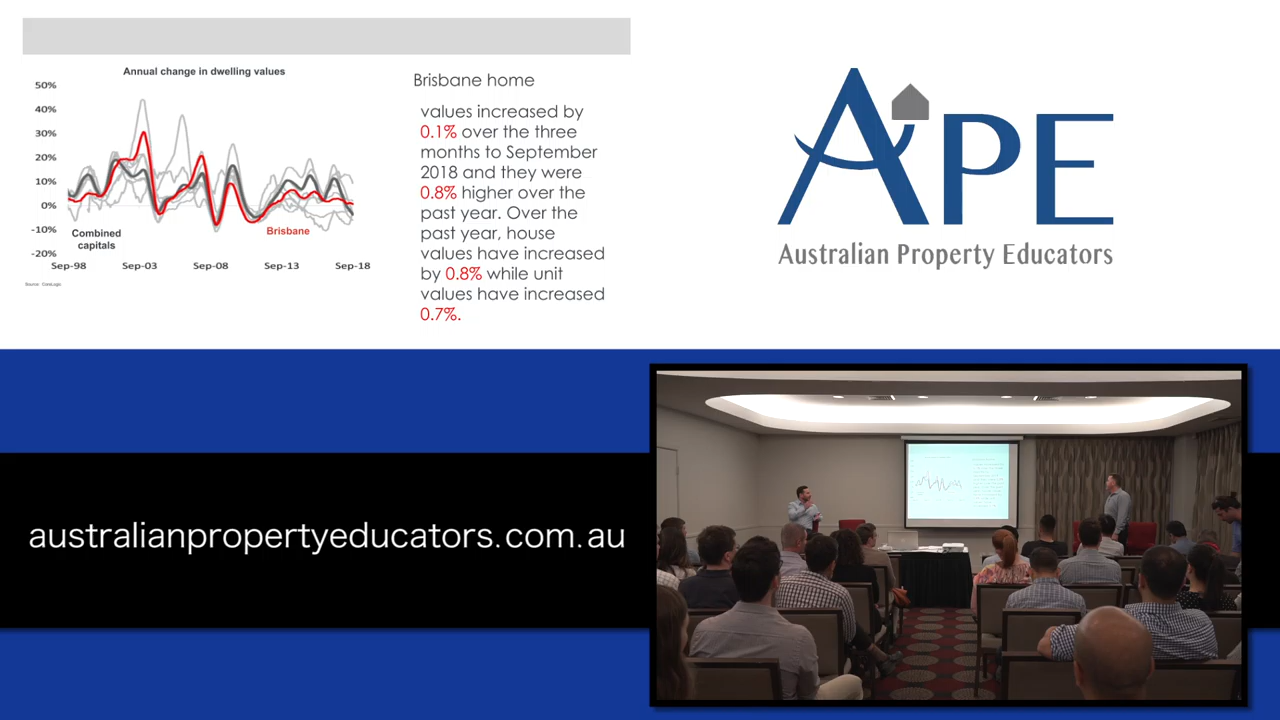 Annual change in dwelling values
50%
40%
30%
20%
10%
0%
-10%
-20%
Combined
capitals
Brisbane
Sep-98 Sep-03 Sep-08 Sep-13 Sep-18
Source: CoreLogic
Brisbane home
values increased by
0.1% over the three
months to September
2018 and they were
0.8% higher over the
past year. Over the
past year, house
values have increased
by 0.8% while unit
values have increased
0.7%.
APE
Australian Property Educators
australianpropertyeducators.com.au